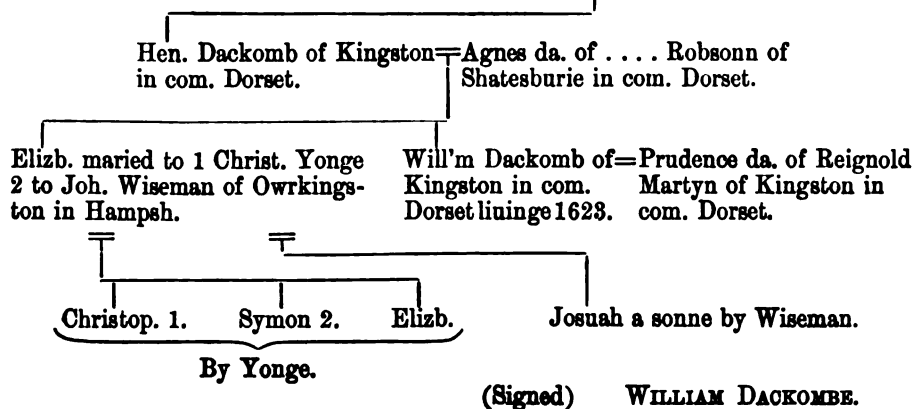 Hen. Dackomb of Kingston=Agnes da. of .... Robsonn of
in com. Dorset. Shatesburie in com. Dorset.
Elizb. maried to 1 Christ. Yonge
2 to Joh. Wiseman of Owrkings-
ton in Hampsh.
Will'm Dackomb of=Prudence da. of Reignold
Kingston in com. Martyn of Kingston in
Dorset liuinge 1623. com. Dorset.
Christop. 1. Symon 2. Elizb. Josuah a sonne by Wiseman.
By Yonge.
(Signed) WILLIAM DACKOMBE.